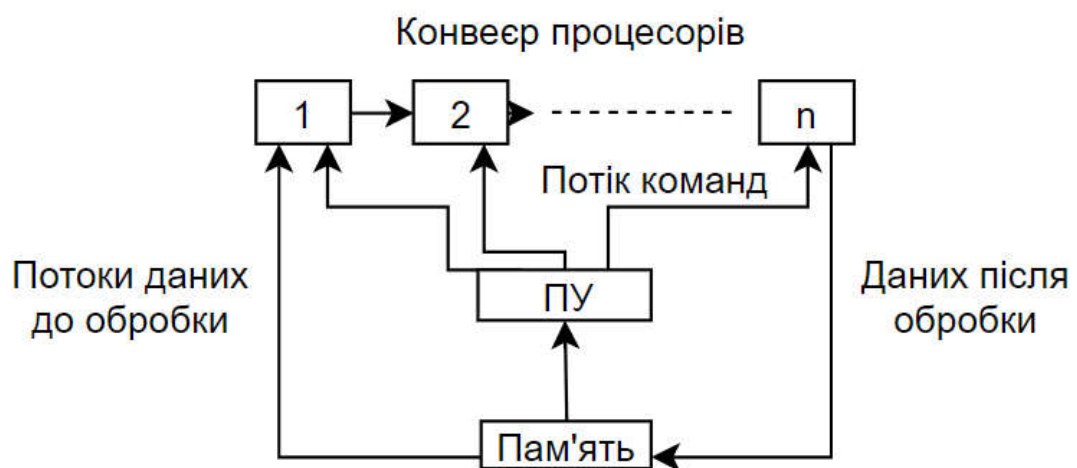 Конвеєр процесорів
1
2
n
Потік команд
Потоки даних
до обробки
ПУ
Даних після
обробки
Пам'ять